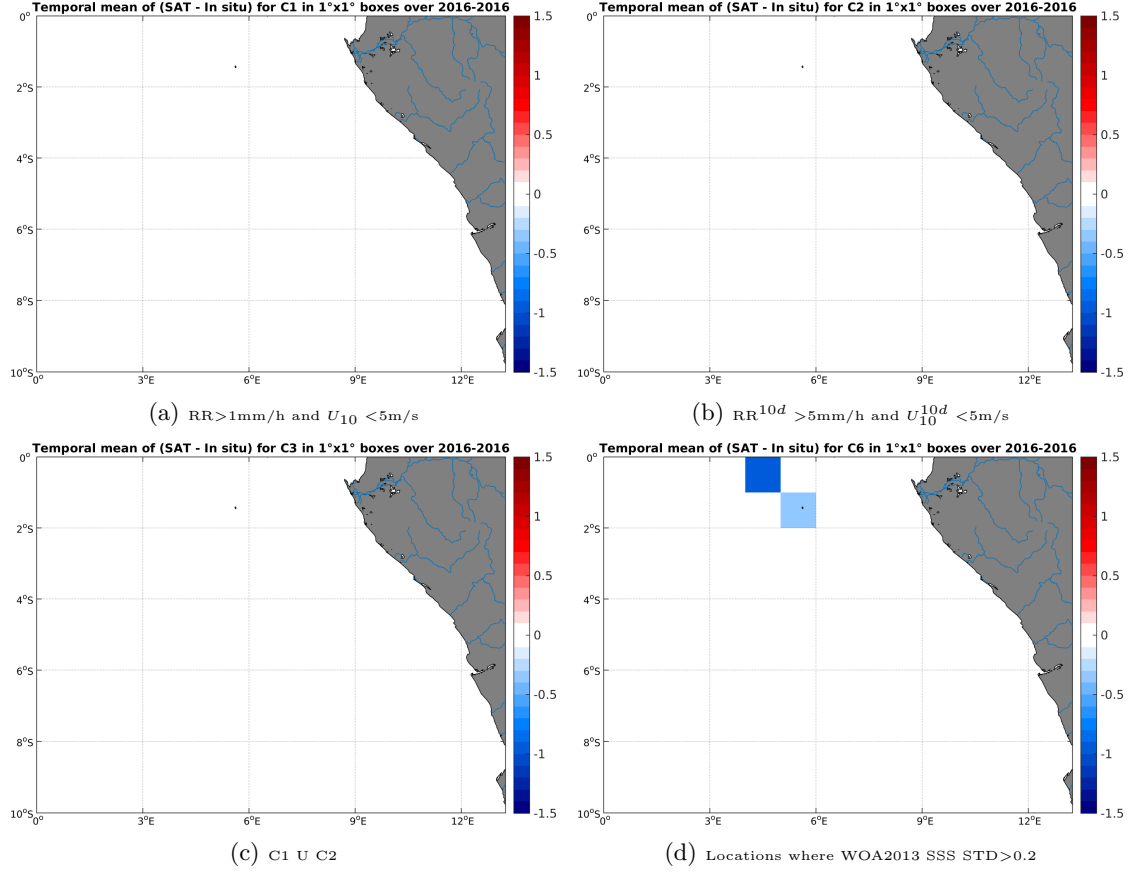 Temporal mean of (SAT - In situ) for C1 in 1°x1° boxes over 2016-2016
0°
2°S
4°S
6°S
8°S
10°S
0°
3°E
6°E
9°E
12°E
1.5
1
0.5
0
-0.5
-1
-1.5
(a) RR>1mm/h and U10 <5m/s
Temporal mean of (SAT - In situ) for C2 in 1°x1° boxes over 2016-2016
0°
2°S
4°S
6°S
8°S
10°S
0°
3°E
6°E
9°E
12°E
1.5
1
0.5
0
-0.5
-1
-1.5
(b) RR^10d >5mm/h and U10^10d <5m/s
Temporal mean of (SAT - In situ) for C3 in 1°x1° boxes over 2016-2016
0°
2°S
4°S
6°S
8°S
10°S
0°
3°E
6°E
9°E
12°E
1.5
1
0.5
0
-0.5
-1
-1.5
(c) C1 U C2
Temporal mean of (SAT - In situ) for C6 in 1°x1° boxes over 2016-2016
0°
2°S
4°S
6°S
8°S
10°S
0°
3°E
6°E
9°E
12°E
1.5
1
0.5
0
-0.5
-1
-1.5
(d) Locations where WOA2013 SSS STD>0.2